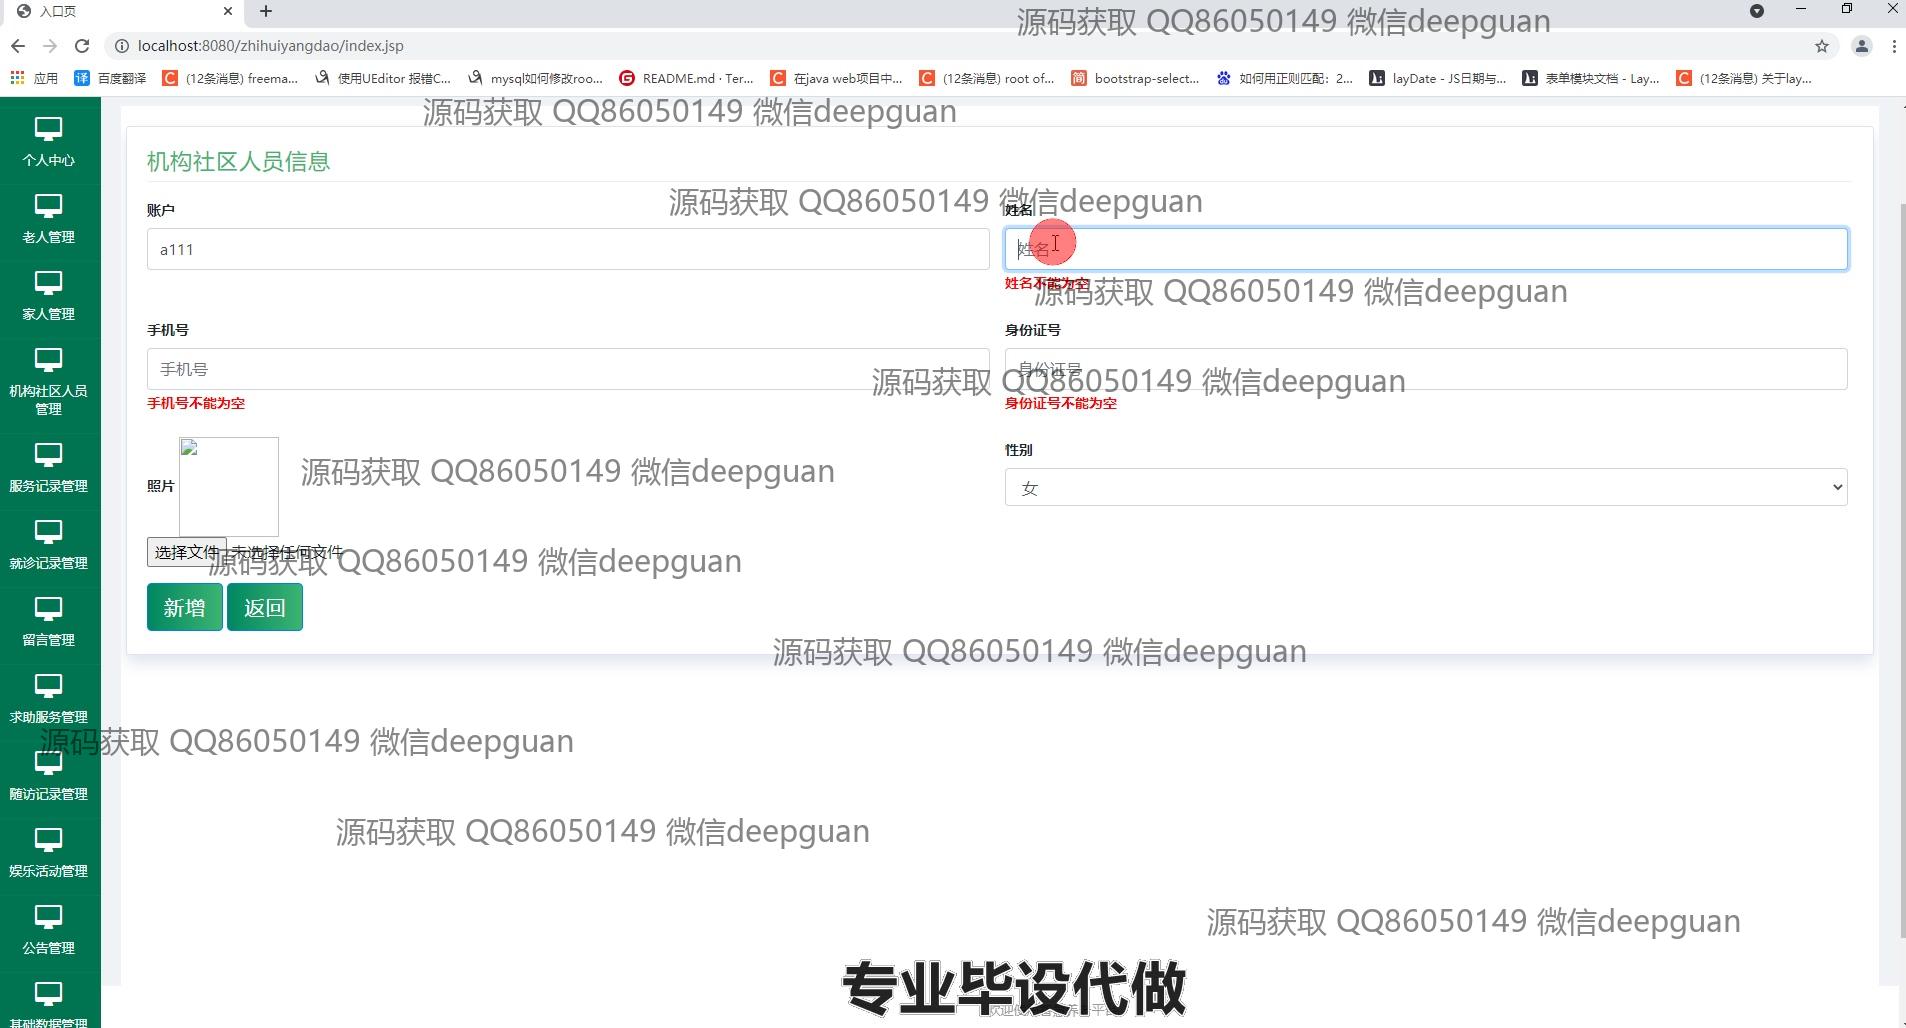 入口页
源码获取 QQ86050149 微信deepguan
localhost:8080/zhihuiyangdao/index.jsp
应用 百度翻译 (12条消息) freema... 使用UEditor 报错C... mysql如何修改roo... README.md · Ter... 在java web项目中... (12条消息) root of... bootstrap-select... 如何用正则匹配：2... layDate - JS日期与... 表单模块文档 - Lay... (12条消息) 关于lay...
源码获取 QQ86050149 微信deepguan
个人中心
机构社区人员信息
源码获取 QQ86050149 微信deepguan
账户 姓名
老人管理
a111 姓名
姓名不能为空
源码获取 QQ86050149 微信deepguan
家人管理
手机号 身份证号
手机号 身份证号
源码获取 QQ86050149 微信deepguan
机构社区人员
管理
手机号不能为空 身份证号不能为空
性别
源码获取 QQ86050149 微信deepguan
服务记录管理
照片 女
选择文件 未选择任何文件
源码获取 QQ86050149 微信deepguan
就诊记录管理
新增 返回
留言管理
源码获取 QQ86050149 微信deepguan
求助服务管理
源码获取 QQ86050149 微信deepguan
随访记录管理
源码获取 QQ86050149 微信deepguan
娱乐活动管理
源码获取 QQ86050149 微信deepguan
公告管理
专业毕设代做
基础数据管理